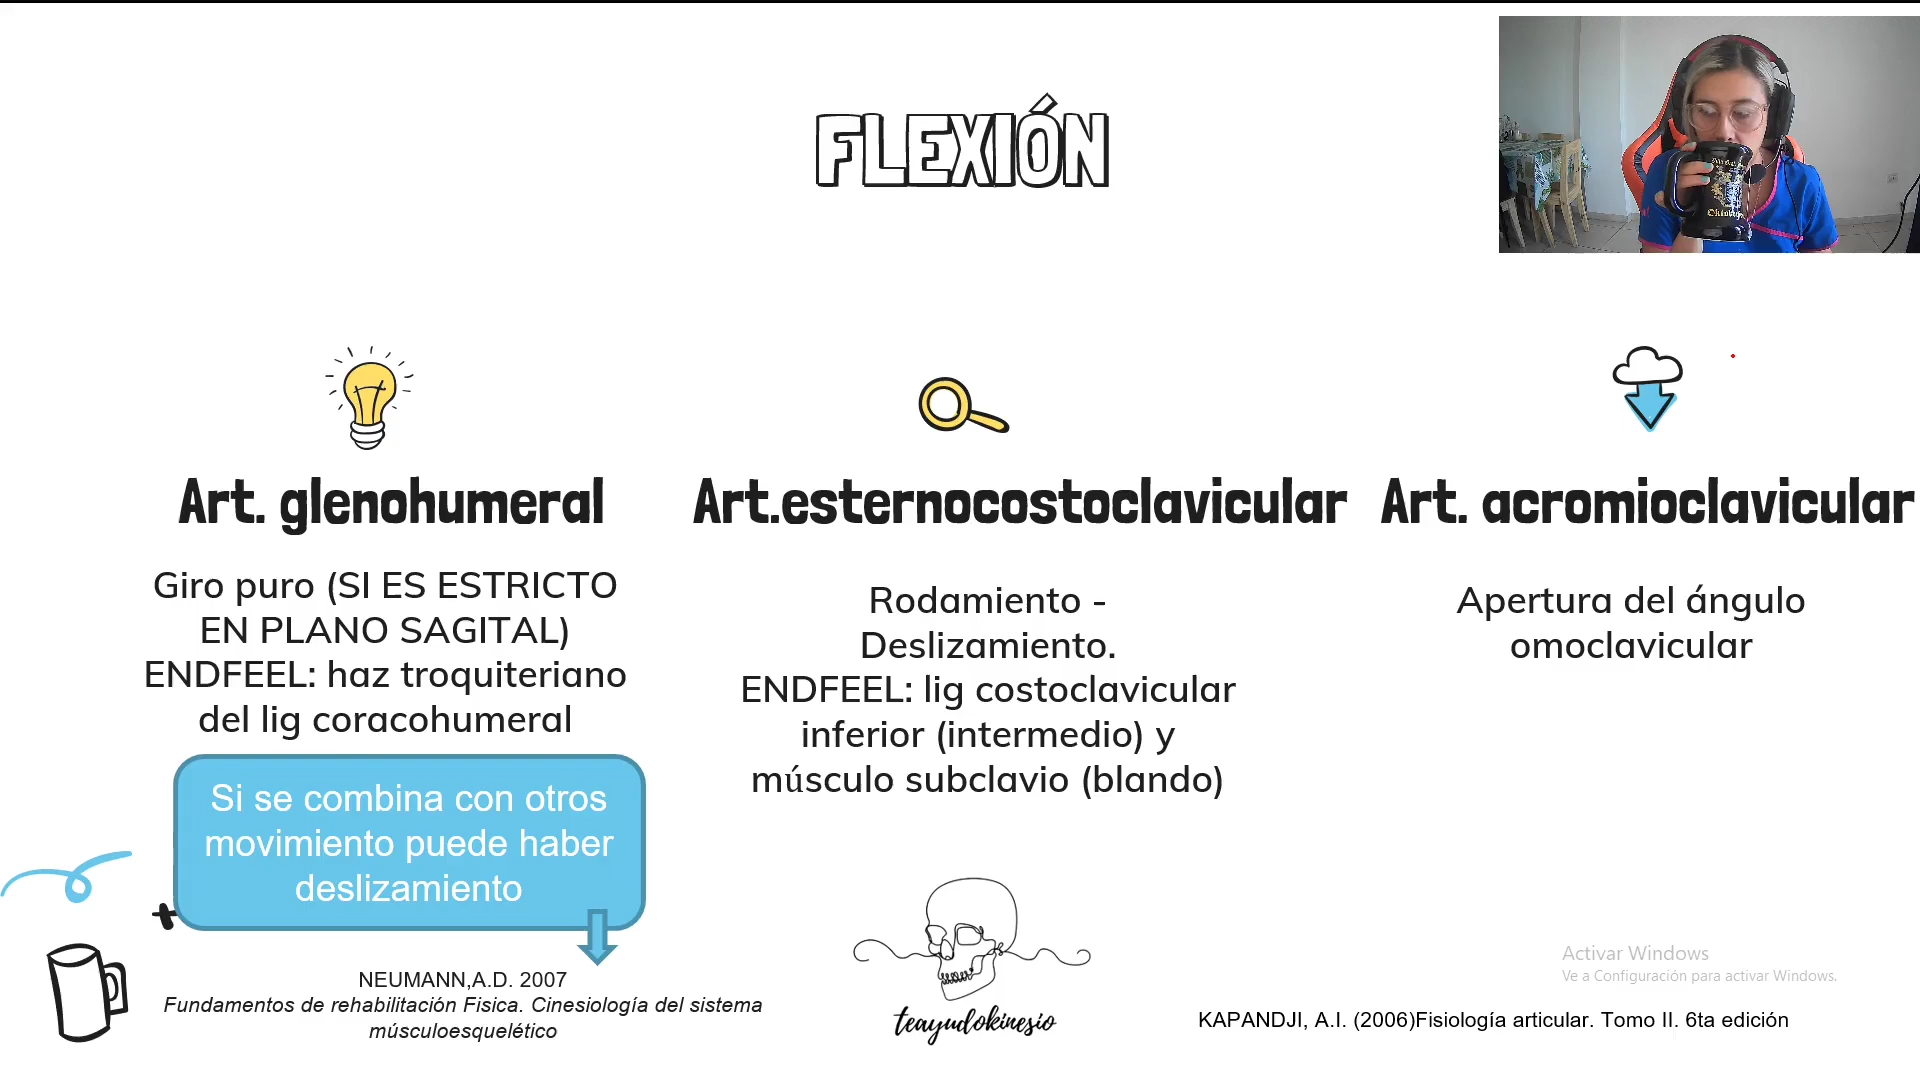 FLEXIÓN
Art. glenohumeral
Giro puro (SI ES ESTRICTO
EN PLANO SAGITAL)
ENDFEEL: haz troquiteriano
del lig coracohumeral
Si se combina con otros
movimiento puede haber
deslizamiento
NEUMANN,A.D. 2007
Fundamentos de rehabilitación Fisica. Cinesiología del sistema
músculoesquelético
Art.esternocostoclavicular
Rodamiento -
Deslizamiento.
ENDFEEL: lig costoclavicular
inferior (intermedio) y
músculo subclavio (blando)
teayudokinesio
Art. acromioclavicular
Apertura del ángulo
omoclavicular
Activar Windows
Ve a Configuración para activar Windows.
KAPANDJI, A.I. (2006)Fisiología articular. Tomo II. 6ta edición